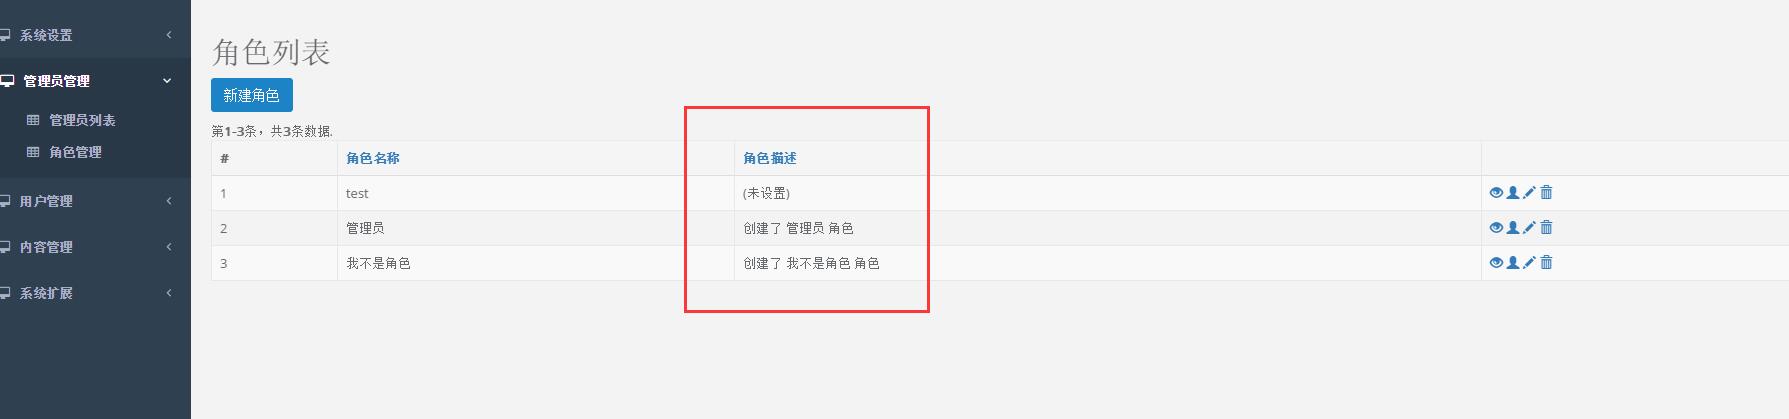 系统设置
管理员管理
管理员列表
角色管理
用户管理
内容管理
系统扩展
角色列表
新建角色
第1-3条，共3条数据.
# 角色名称 角色描述
1 test (未设置)
2 管理员 创建了 管理员 角色
3 我不是角色 创建了 我不是角色 角色